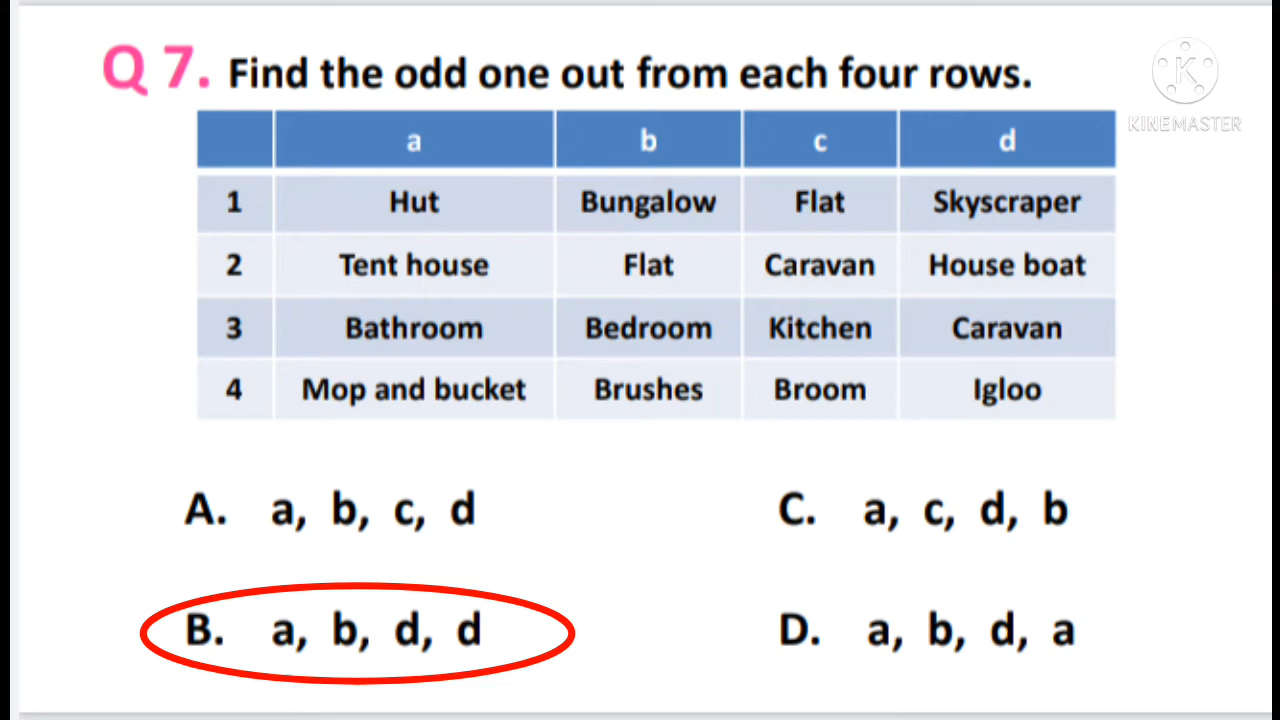 Q 7. Find the odd one out from each four rows.
K
KINEMASTER
a b c d
1 Hut Bungalow Flat Skyscraper
2 Tent house Flat Caravan House boat
3 Bathroom Bedroom Kitchen Caravan
4 Mop and bucket Brushes Broom Igloo
A. a, b, c, d C. a, c, d, b
B. a, b, d, d D. a, b, d, a